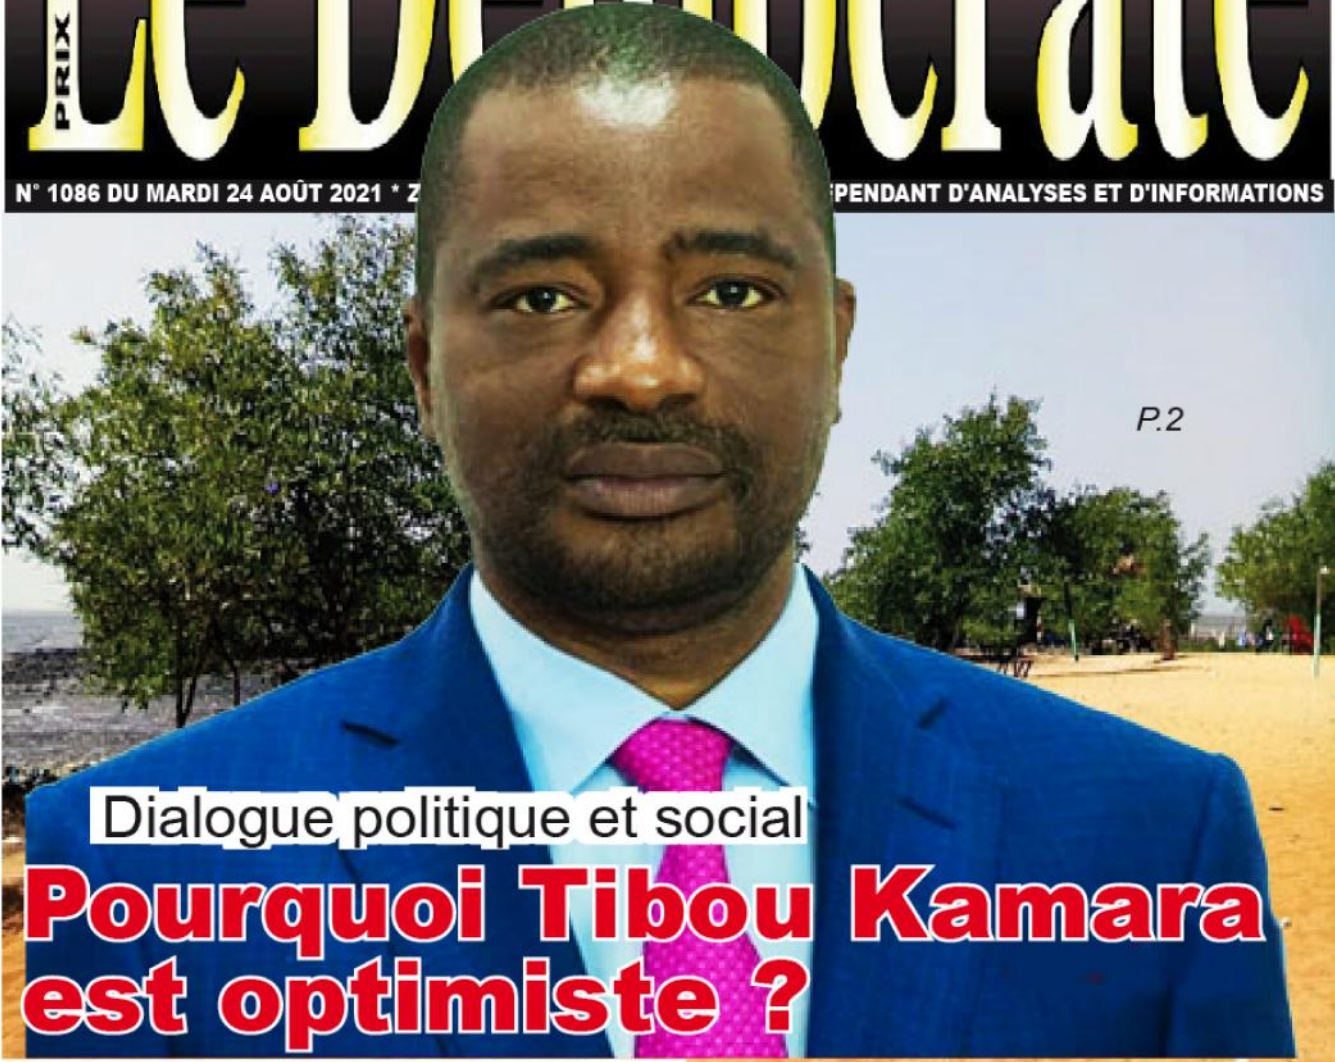 PRIX
Le Démocrate
N° 1086 DU MARDI 24 AOÛT 2021 *
PENDANT D'ANALYSES ET D'INFORMATIONS
P.2
Dialogue politique et social
Pourquoi Tibou Kamara
est optimiste ?